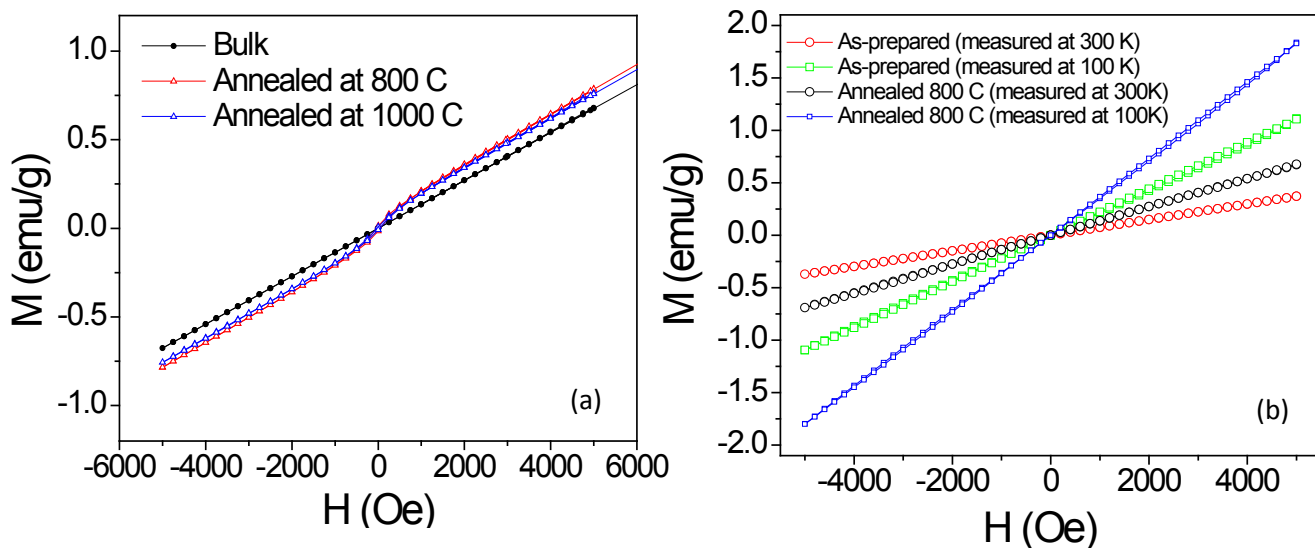 Bulk
Annealed at 800 C
Annealed at 1000 C
M (emu/g)
1.0
0.5
0.0
-0.5
-1.0
(a)
-6000 -4000 -2000 0 2000 4000 6000
H (Oe)
As-prepared (measured at 300 K)
As-prepared (measured at 100 K)
Annealed 800 C (measured at 300K)
Annealed 800 C (measured at 100K)
M (emu/g)
2.0
1.5
1.0
0.5
0.0
-0.5
-1.0
-1.5
-2.0
(b)
-4000 -2000 0 2000 4000
H (Oe)